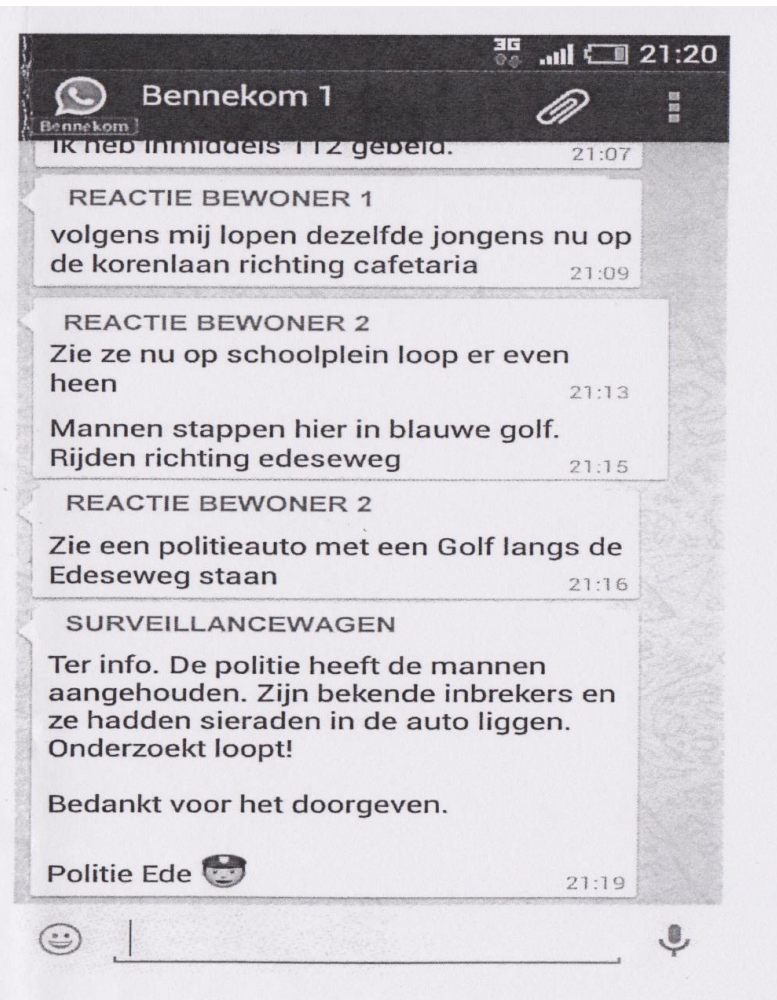 3G 21:20
Bennekom 1
Bennekom
Ik heb inmiddels 112 gebeld.
21:07
REACTIE BEWONER 1
volgens mij lopen dezelfde jongens nu op
de korenlaan richting cafetaria 21:09
REACTIE BEWONER 2
Zie ze nu op schoolplein loop er even
heen 21:13
Mannen stappen hier in blauwe golf.
Rijden richting edeseweg 21:15
REACTIE BEWONER 2
Zie een politieauto met een Golf langs de
Edeseweg staan 21:16
SURVEILLANCEWAGEN
Ter info. De politie heeft de mannen
aangehouden. Zijn bekende inbrekers en
ze hadden sieraden in de auto liggen.
Onderzoekt loopt!
Bedankt voor het doorgeven.
Politie Ede 21:19